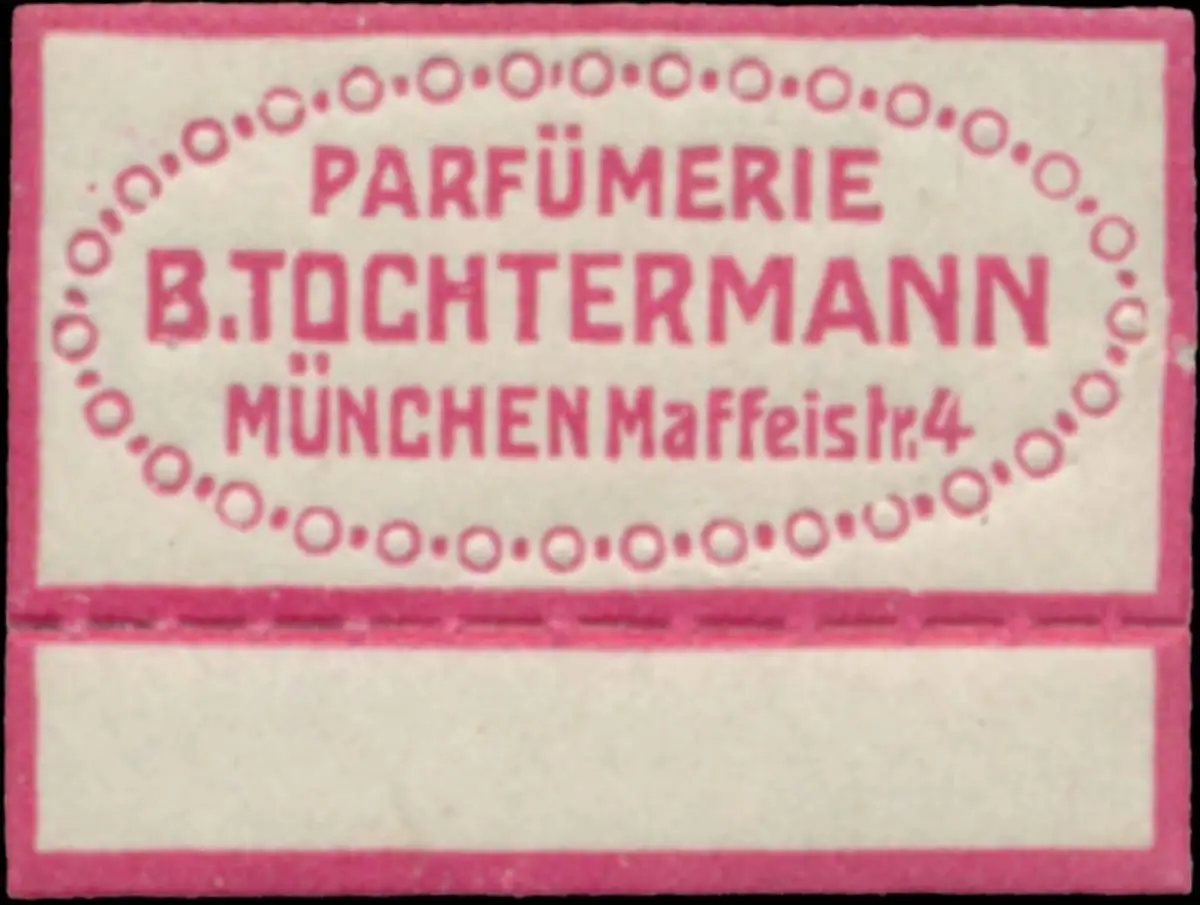 PARFÜMERIE
B. TOCHTERMANN
MÜNCHEN Maffeistr. 4